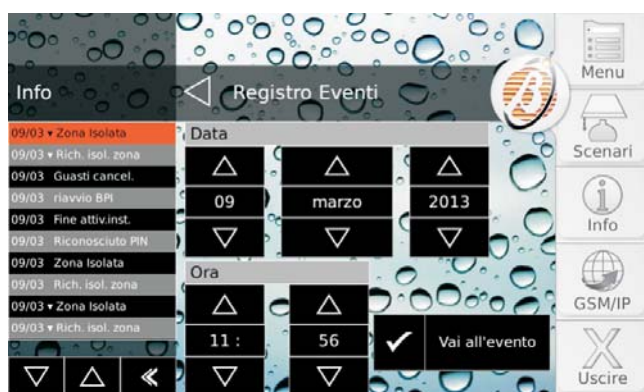 Info
Registro Eventi
09/03 ▾ Zona Isolata
09/03 ▾ Rich. isol. zona
09/03 Guasti cancel.
09/03 riavvio BPI
09/03 Fine attiv.inst.
09/03 Riconosciuto PIN
09/03 Zona Isolata
09/03 Rich. isol. zona
09/03 ▾ Zona Isolata
09/03 ▾ Rich. isol. zona
Data
09 marzo 2013
Ora
11 : 56
Vai all'evento
B
Menu
Scenari
Info
GSM/IP
Uscire